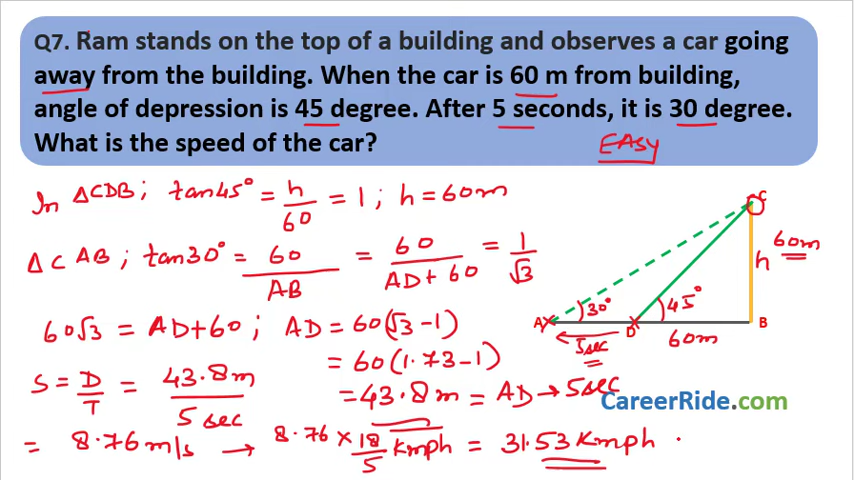 Q7. Ram stands on the top of a building and observes a car going
away from the building. When the car is 60 m from building,
angle of depression is 45 degree. After 5 seconds, it is 30 degree.
What is the speed of the car?
EASY
In ΔCDB; tan45° = h/60 = 1; h = 60m
ΔCAB; tan30° = 60/AB = 60/AD+60 = 1/√3
60√3 = AD+60; AD = 60(√3-1)
= 60(1.73-1)
= 43.8m = AD → 5sec
S = D/T = 43.8m/5sec
= 8.76m/s → 8.76 × 18/5 kmph = 31.53 kmph.
C
60m
h
30°
45°
A
D
B
5sec
60m
CareerRide.com